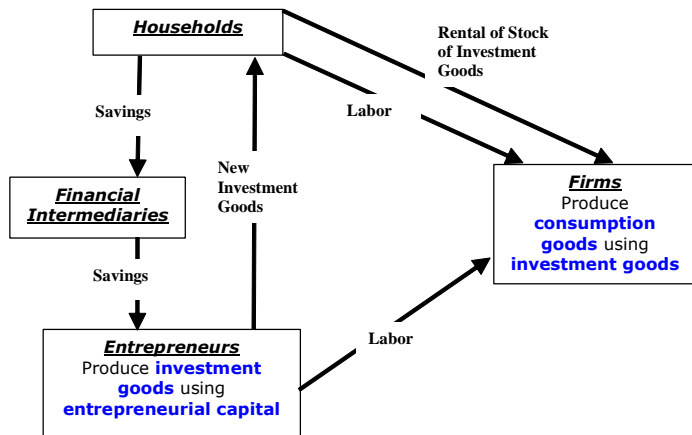 Households
Rental of Stock
of Investment
Goods
Savings
Labor
New
Investment
Goods
Financial
Intermediaries
Firms
Produce
consumption
goods using
investment goods
Savings
Labor
Entrepreneurs
Produce investment
goods using
entrepreneurial capital